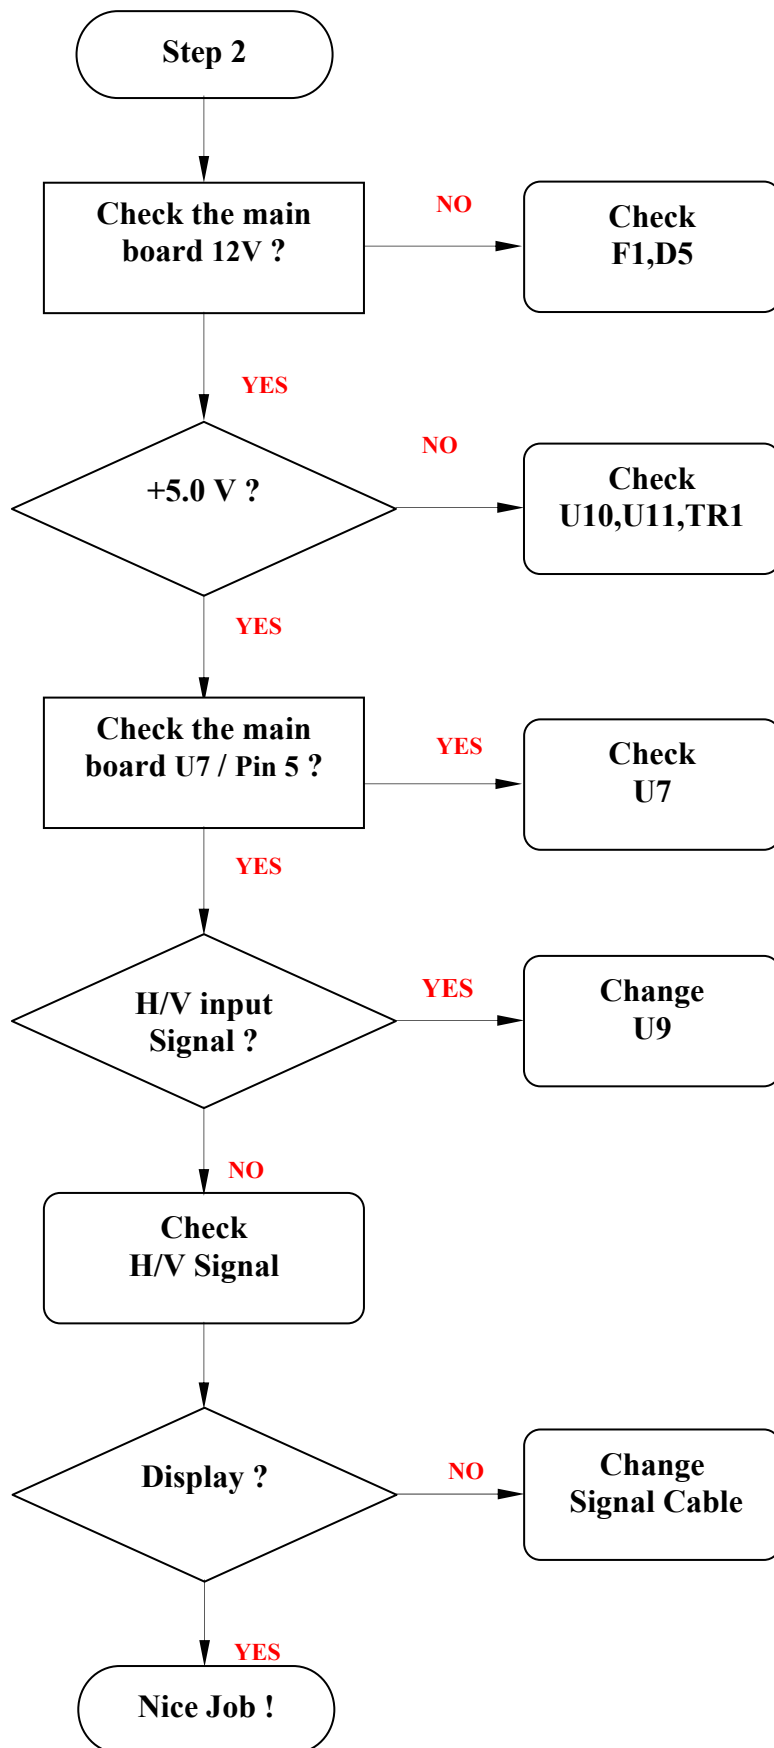 Step 2
Check the main
board 12V ?
NO
Check
F1,D5
YES
+5.0 V ?
NO
Check
U10,U11,TR1
YES
Check the main
board U7 / Pin 5 ?
YES
Check
U7
YES
H/V input
Signal ?
YES
Change
U9
NO
Check
H/V Signal
Display ?
NO
Change
Signal Cable
YES
Nice Job !